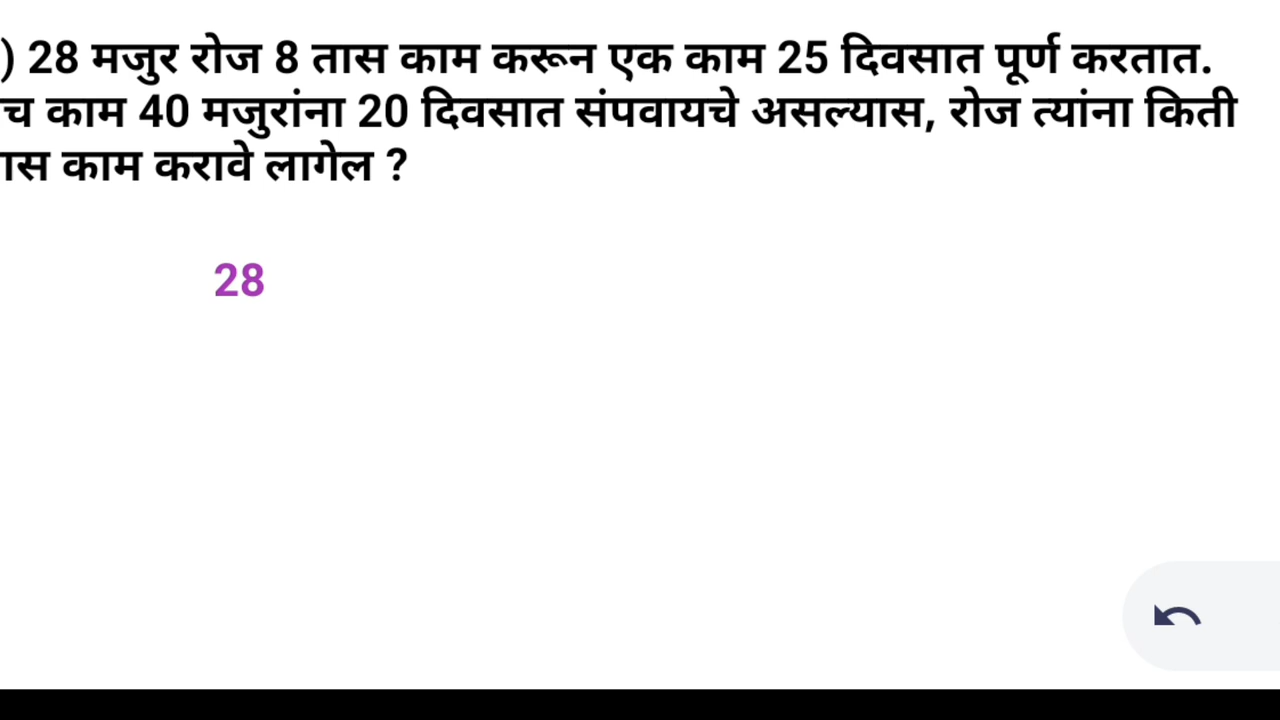 ) 28 मजुर रोज 8 तास काम करून एक काम 25 दिवसात पूर्ण करतात.
च काम 40 मजुरांना 20 दिवसात संपवायचे असल्यास, रोज त्यांना किती
ास काम करावे लागेल ?
28